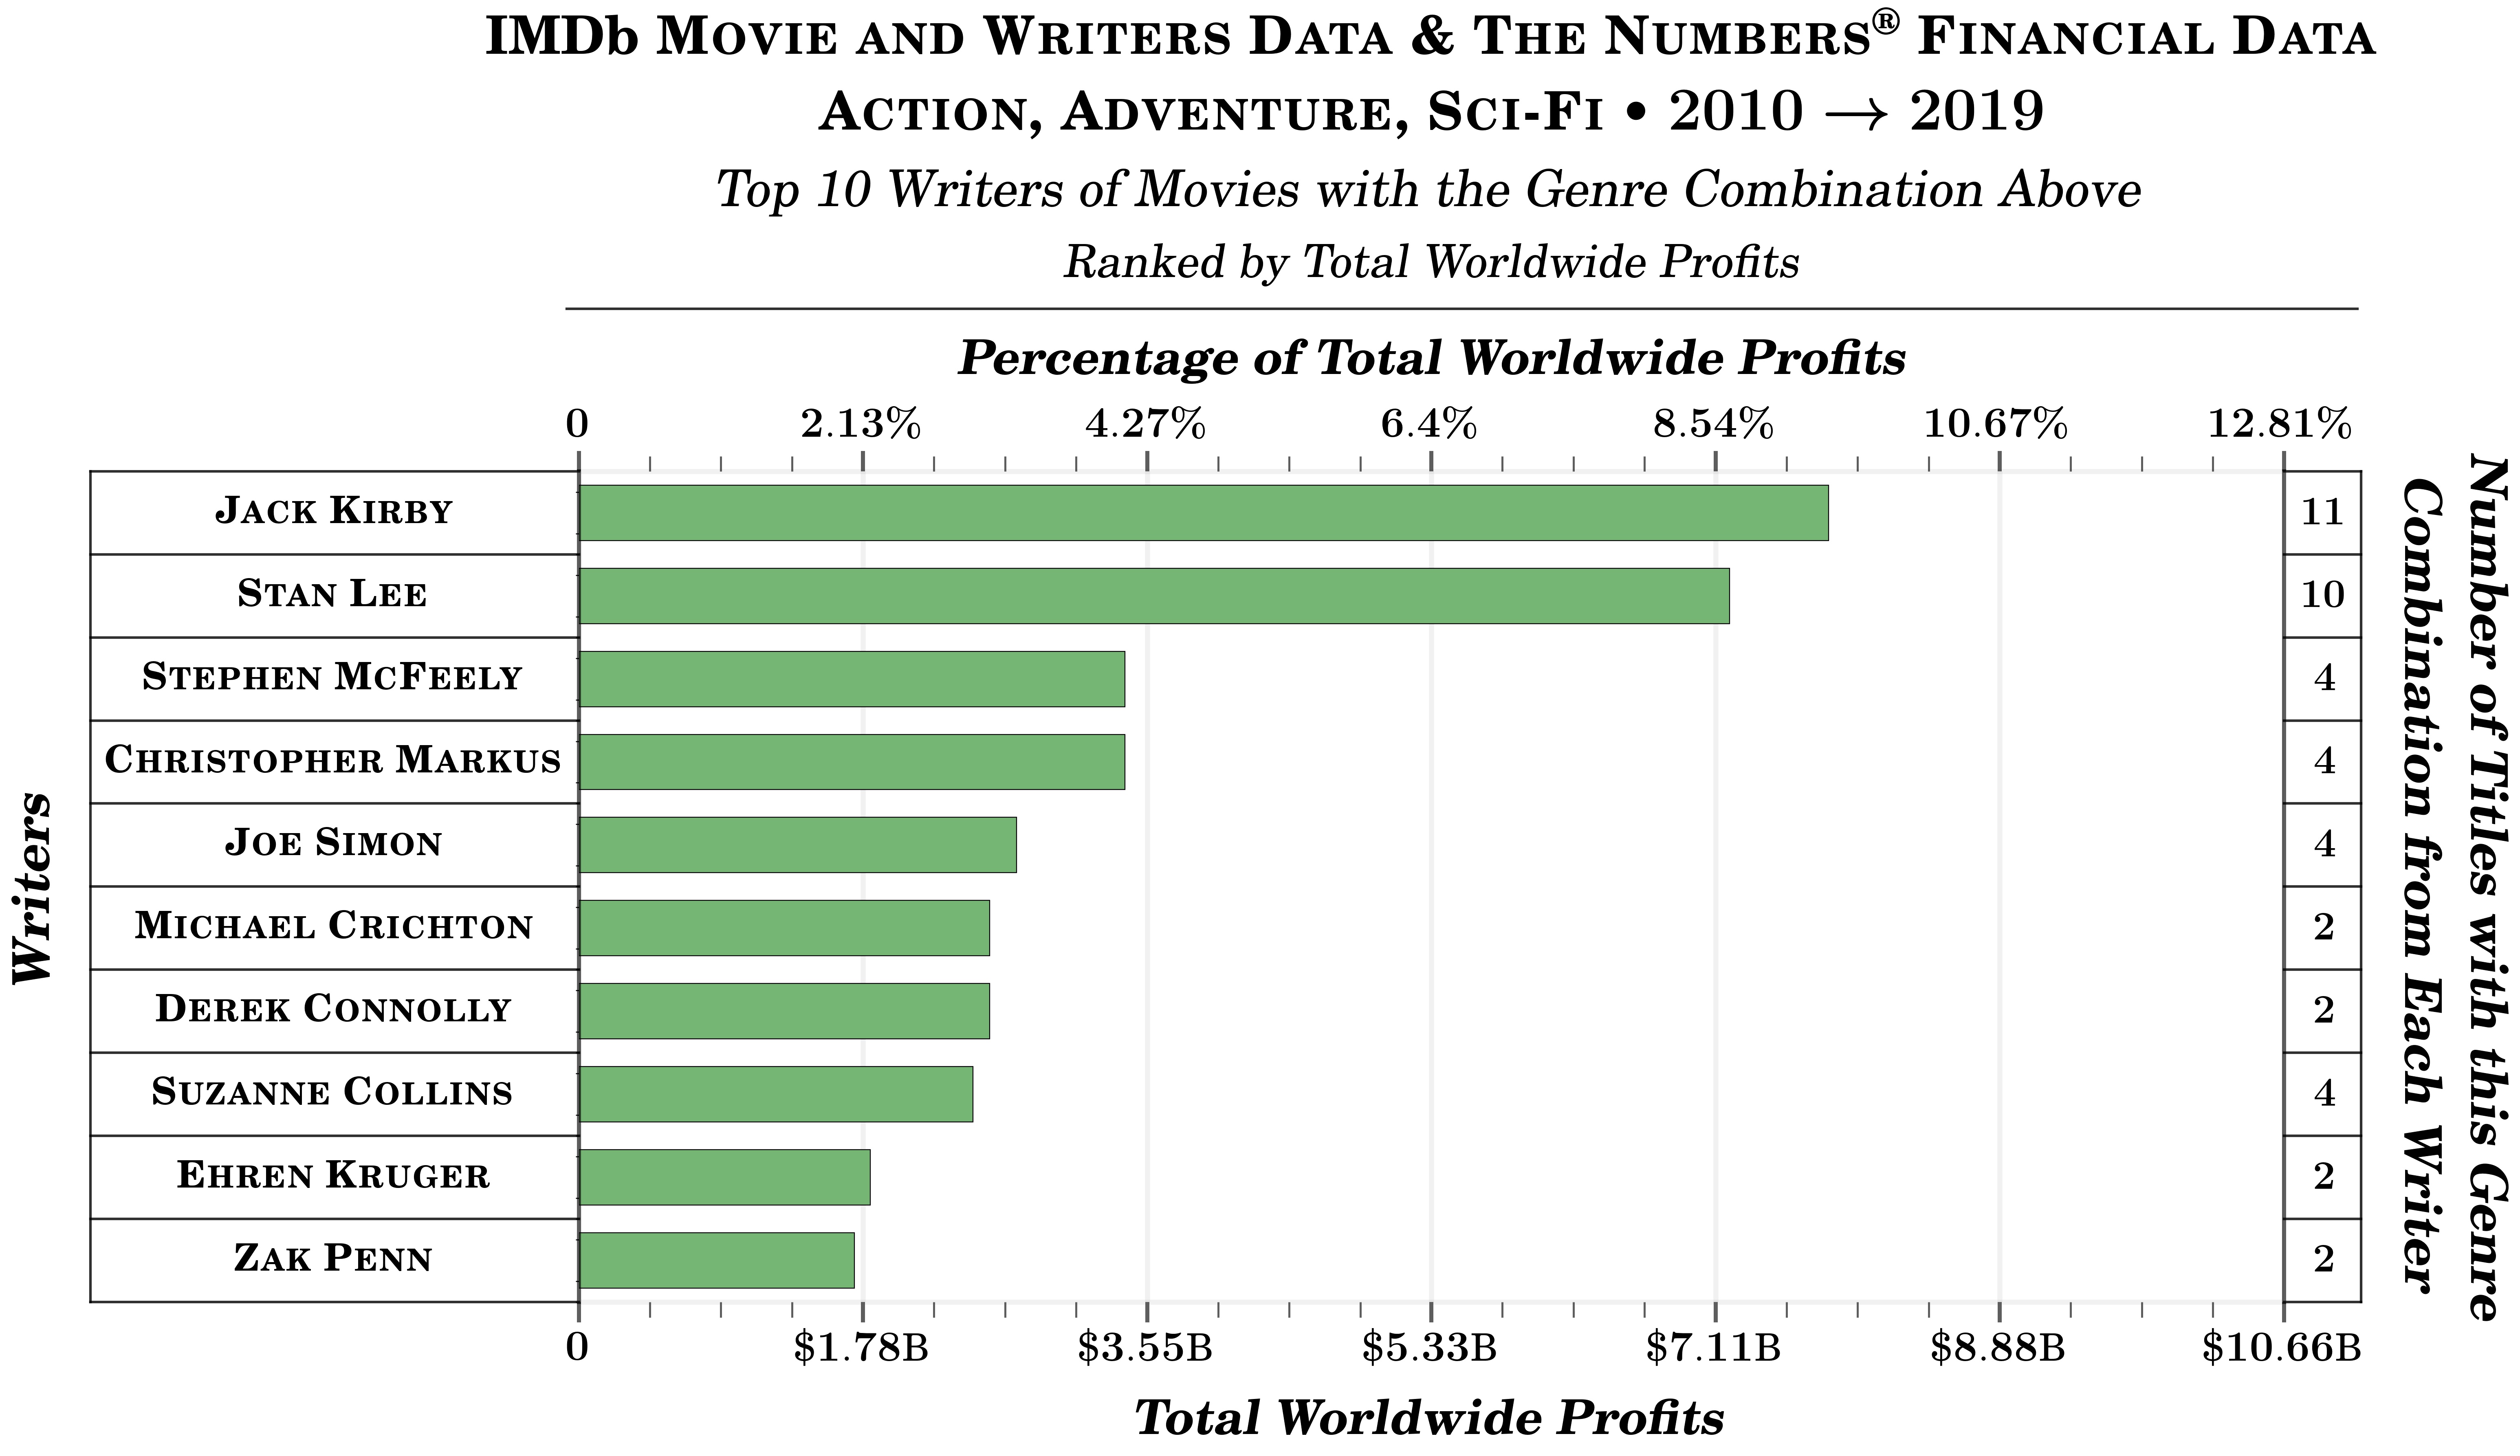 IMDb Movie and Writers Data & The Numbers® Financial Data
Action, Adventure, Sci-Fi • 2010 → 2019
Top 10 Writers of Movies with the Genre Combination Above
Ranked by Total Worldwide Profits
Percentage of Total Worldwide Profits
0 2.13% 4.27% 6.4% 8.54% 10.67% 12.81%
Jack Kirby 11
Stan Lee 10
Stephen McFeely 4
Christopher Markus 4
Joe Simon 4
Michael Crichton 2
Derek Connolly 2
Suzanne Collins 4
Ehren Kruger 2
Zak Penn 2
Writers
Number of Titles with this Genre
Combination from Each Writer
0 $1.78B $3.55B $5.33B $7.11B $8.88B $10.66B
Total Worldwide Profits